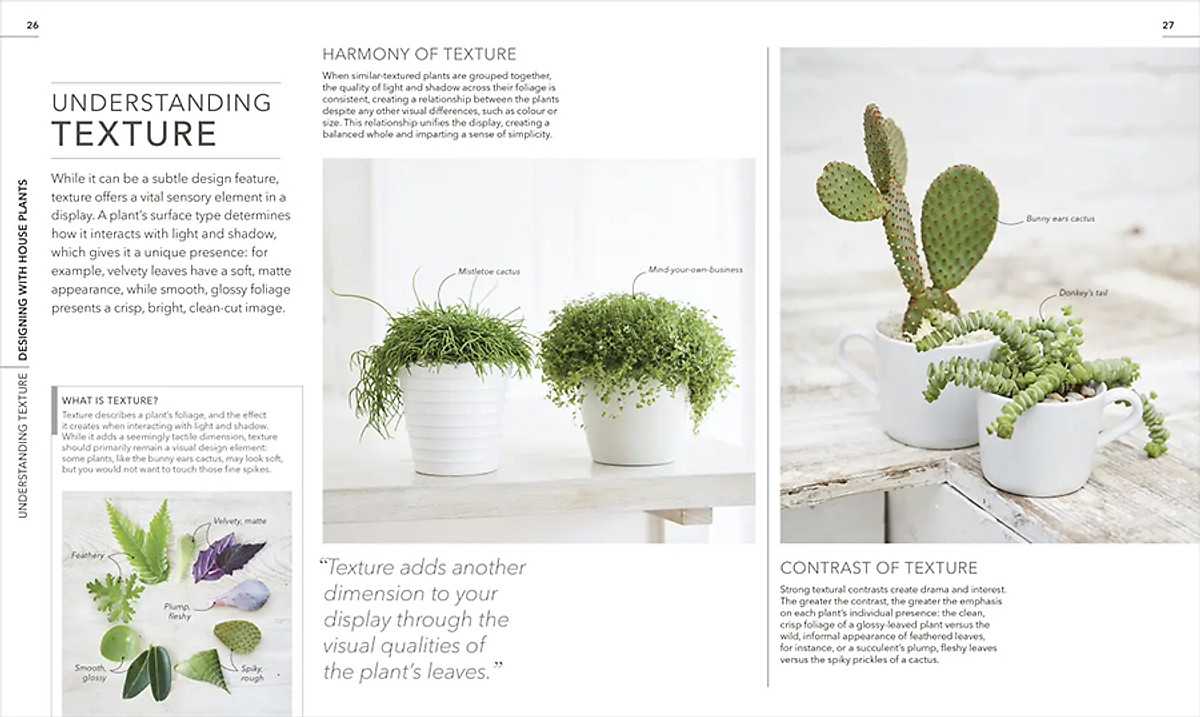 26
DESIGNING WITH HOUSE PLANTS
UNDERSTANDING TEXTURE
UNDERSTANDING
TEXTURE
While it can be a subtle design feature,
texture offers a vital sensory element in a
display. A plant’s surface type determines
how it interacts with light and shadow,
which gives it a unique presence: for
example, velvety leaves have a soft, matte
appearance, while smooth, glossy foliage
presents a crisp, bright, clean-cut image.
WHAT IS TEXTURE?
Texture describes a plant’s foliage, and the effect
it creates when interacting with light and shadow.
While it adds a seemingly tactile dimension, texture
should primarily remain a visual design element:
some plants, like the bunny ears cactus, may look soft,
but you would not want to touch those fine spikes.
Velvety, matte
Feathery
Plump,
fleshy
Smooth,
glossy
Spiky,
rough
HARMONY OF TEXTURE
When similar-textured plants are grouped together,
the quality of light and shadow across their foliage is
consistent, creating a relationship between the plants
despite any other visual differences, such as colour or
size. This relationship unifies the display, creating a
balanced whole and imparting a sense of simplicity.
Mistletoe cactus
Mind-your-own-business
“Texture adds another
dimension to your
display through the
visual qualities of
the plant’s leaves.”
27
Bunny ears cactus
Donkey’s tail
CONTRAST OF TEXTURE
Strong textural contrasts create drama and interest.
The greater the contrast, the greater the emphasis
on each plant’s individual presence: the clean,
crisp foliage of a glossy-leaved plant versus the
wild, informal appearance of feathered leaves,
for instance, or a succulent’s plump, fleshy leaves
versus the spiky prickles of a cactus.